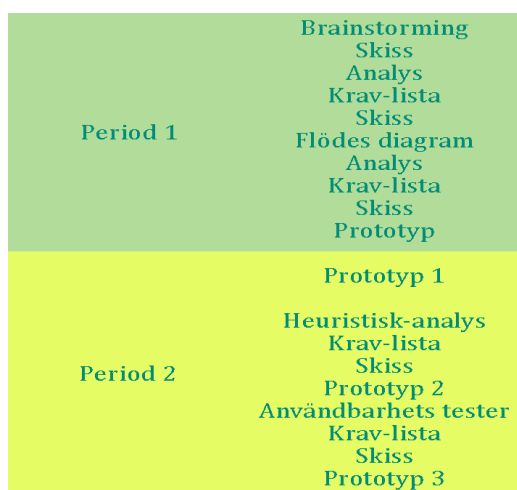 Period 1
Brainstorming
Skiss
Analys
Krav-lista
Skiss
Flödes diagram
Analys
Krav-lista
Skiss
Prototyp
Period 2
Prototyp 1
Heuristisk-analys
Krav-lista
Skiss
Prototyp 2
Användbarhets tester
Krav-lista
Skiss
Prototyp 3